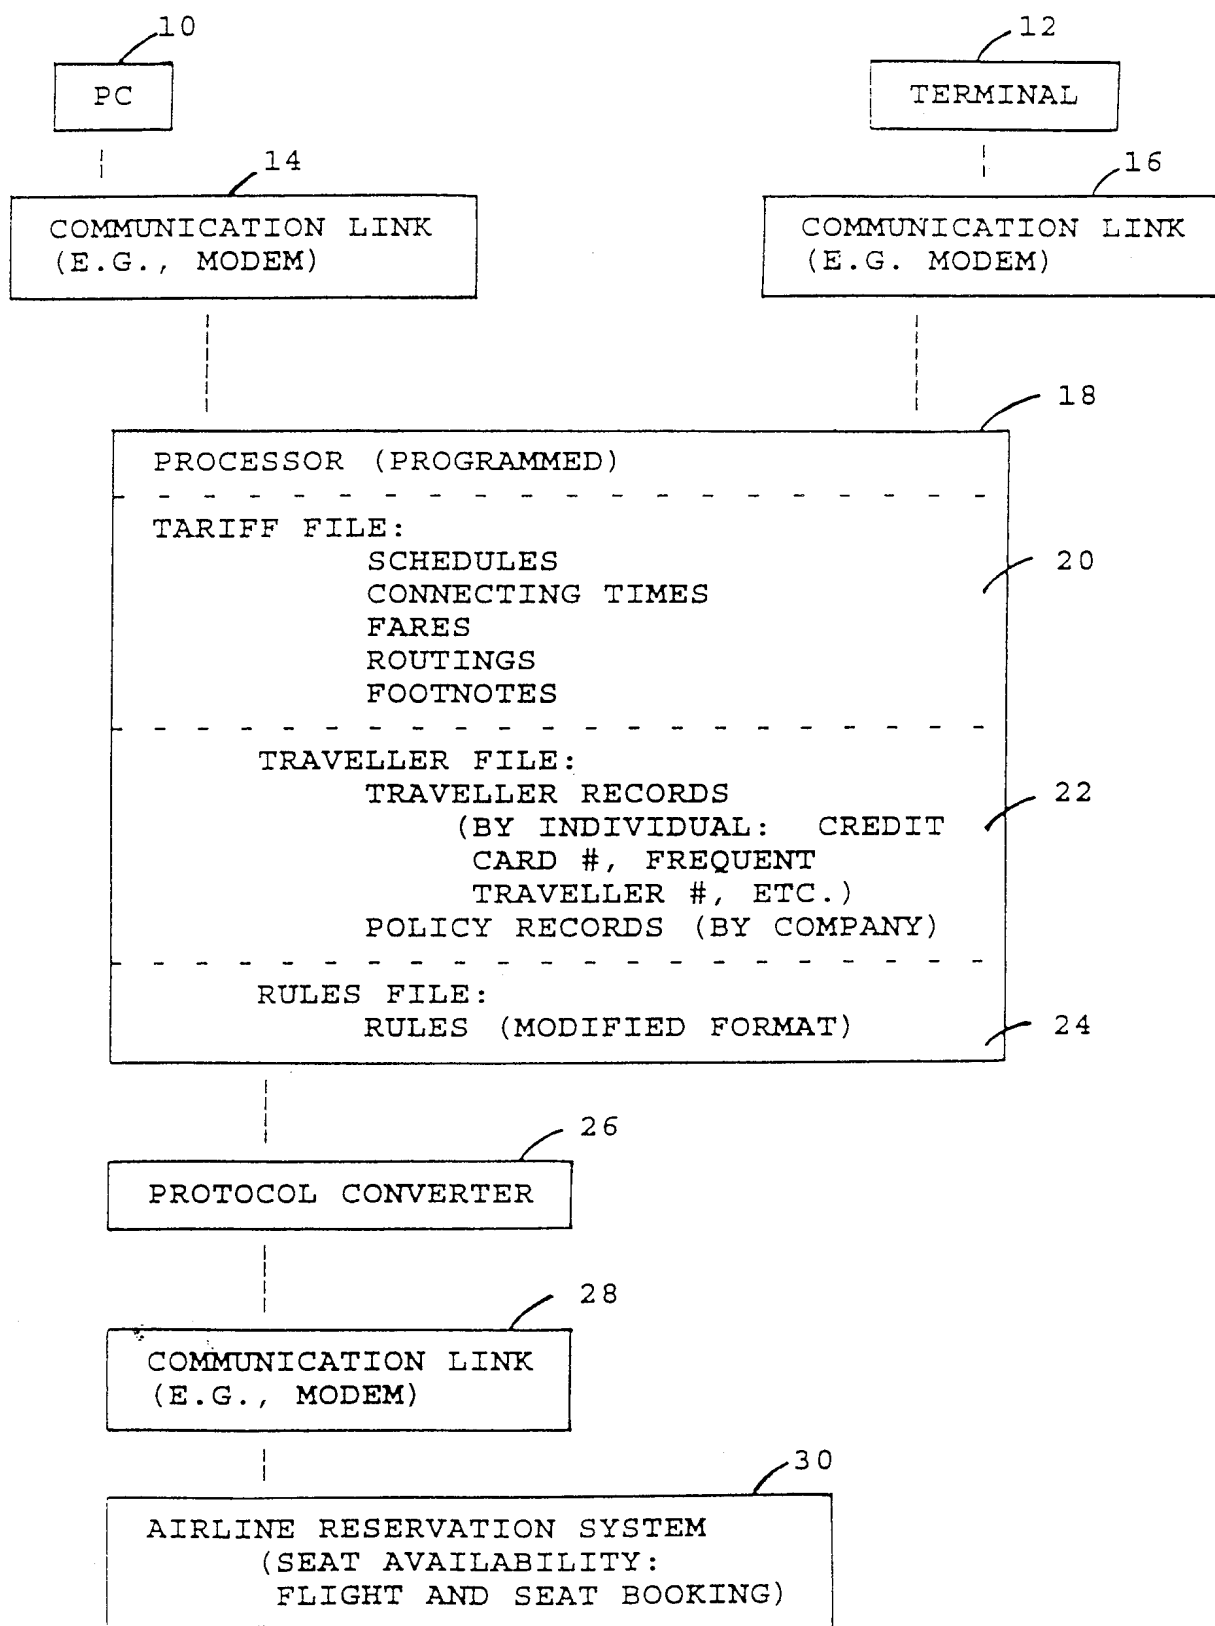 10
12
PC
TERMINAL
14
16
COMMUNICATION LINK
(E.G., MODEM)
COMMUNICATION LINK
(E.G. MODEM)
18
PROCESSOR (PROGRAMMED)
TARIFF FILE:
SCHEDULES
20
CONNECTING TIMES
FARES
ROUTINGS
FOOTNOTES
TRAVELLER FILE:
TRAVELLER RECORDS
22
(BY INDIVIDUAL: CREDIT
CARD #, FREQUENT
TRAVELLER #, ETC.)
POLICY RECORDS (BY COMPANY)
RULES FILE:
RULES (MODIFIED FORMAT)
24
26
PROTOCOL CONVERTER
28
COMMUNICATION LINK
(E.G., MODEM)
30
AIRLINE RESERVATION SYSTEM
(SEAT AVAILABILITY:
FLIGHT AND SEAT BOOKING)